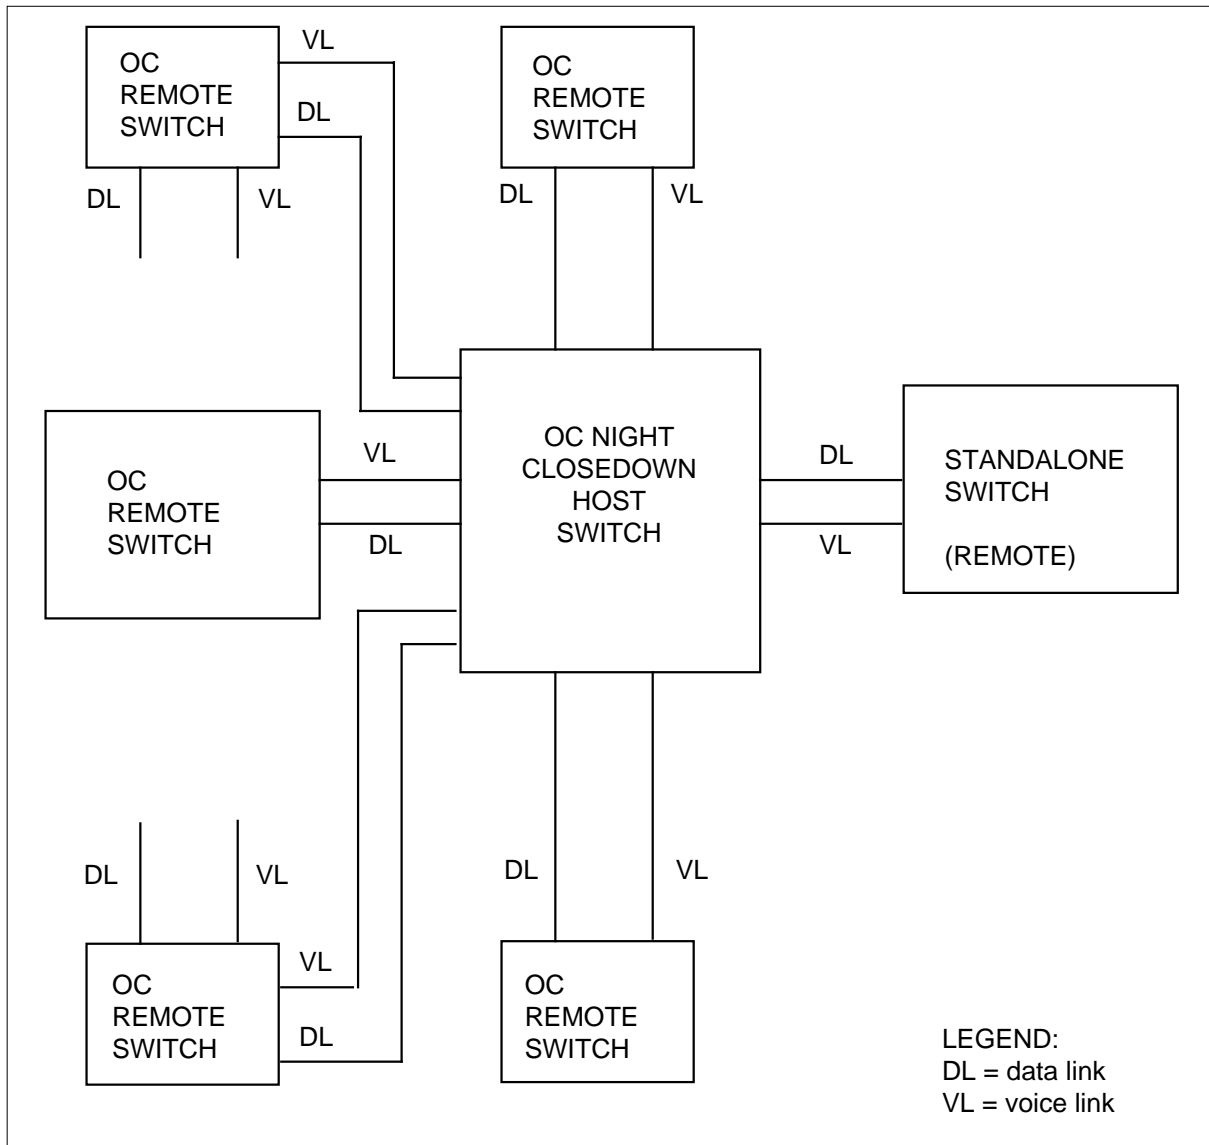 VL
OC
REMOTE
SWITCH
DL
DL
VL
OC
REMOTE
SWITCH
DL
VL
OC
REMOTE
SWITCH
VL
DL
OC NIGHT
CLOSEDOWN
HOST
SWITCH
DL
VL
STANDALONE
SWITCH
(REMOTE)
DL
VL
DL
VL
OC
REMOTE
SWITCH
VL
DL
OC
REMOTE
SWITCH
LEGEND:
DL = data link
VL = voice link